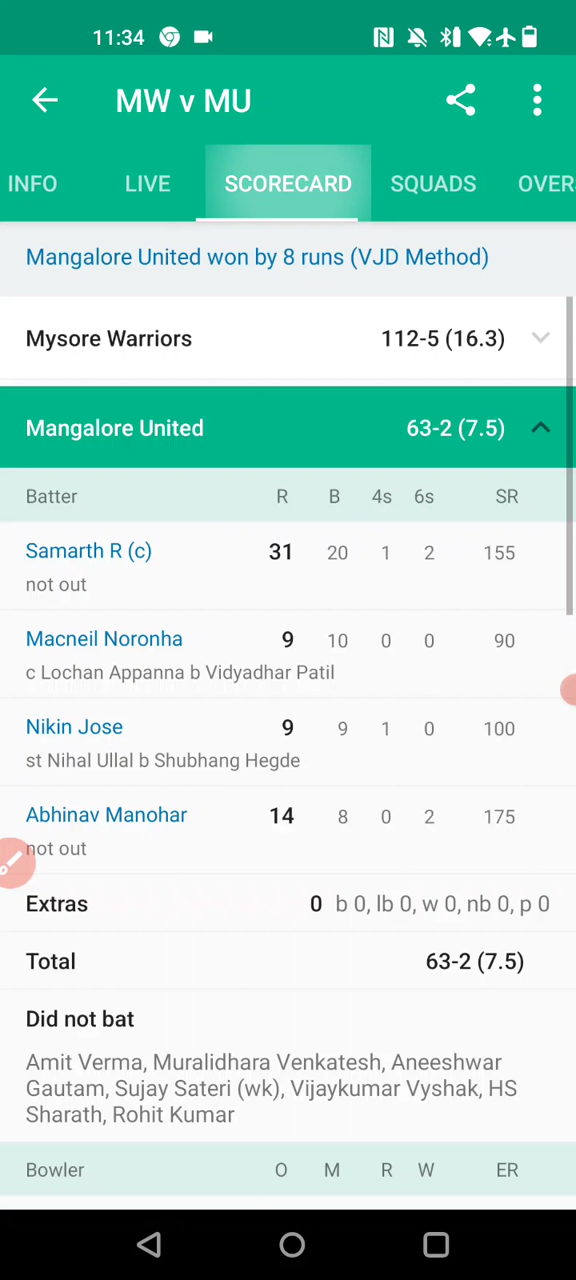 11:34
MW v MU
INFO LIVE SCORECARD SQUADS OVER
Mangalore United won by 8 runs (VJD Method)
Mysore Warriors 112-5 (16.3)
Mangalore United 63-2 (7.5)
Batter R B 4s 6s SR
Samarth R (c) 31 20 1 2 155
not out
Macneil Noronha 9 10 0 0 90
c Lochan Appanna b Vidyadhar Patil
Nikin Jose 9 9 1 0 100
st Nihal Ullal b Shubhang Hegde
Abhinav Manohar 14 8 0 2 175
not out
Extras 0 b 0, lb 0, w 0, nb 0, p 0
Total 63-2 (7.5)
Did not bat
Amit Verma, Muralidhara Venkatesh, Aneeshwar
Gautam, Sujay Sateri (wk), Vijaykumar Vyshak, HS
Sharath, Rohit Kumar
Bowler O M R W ER